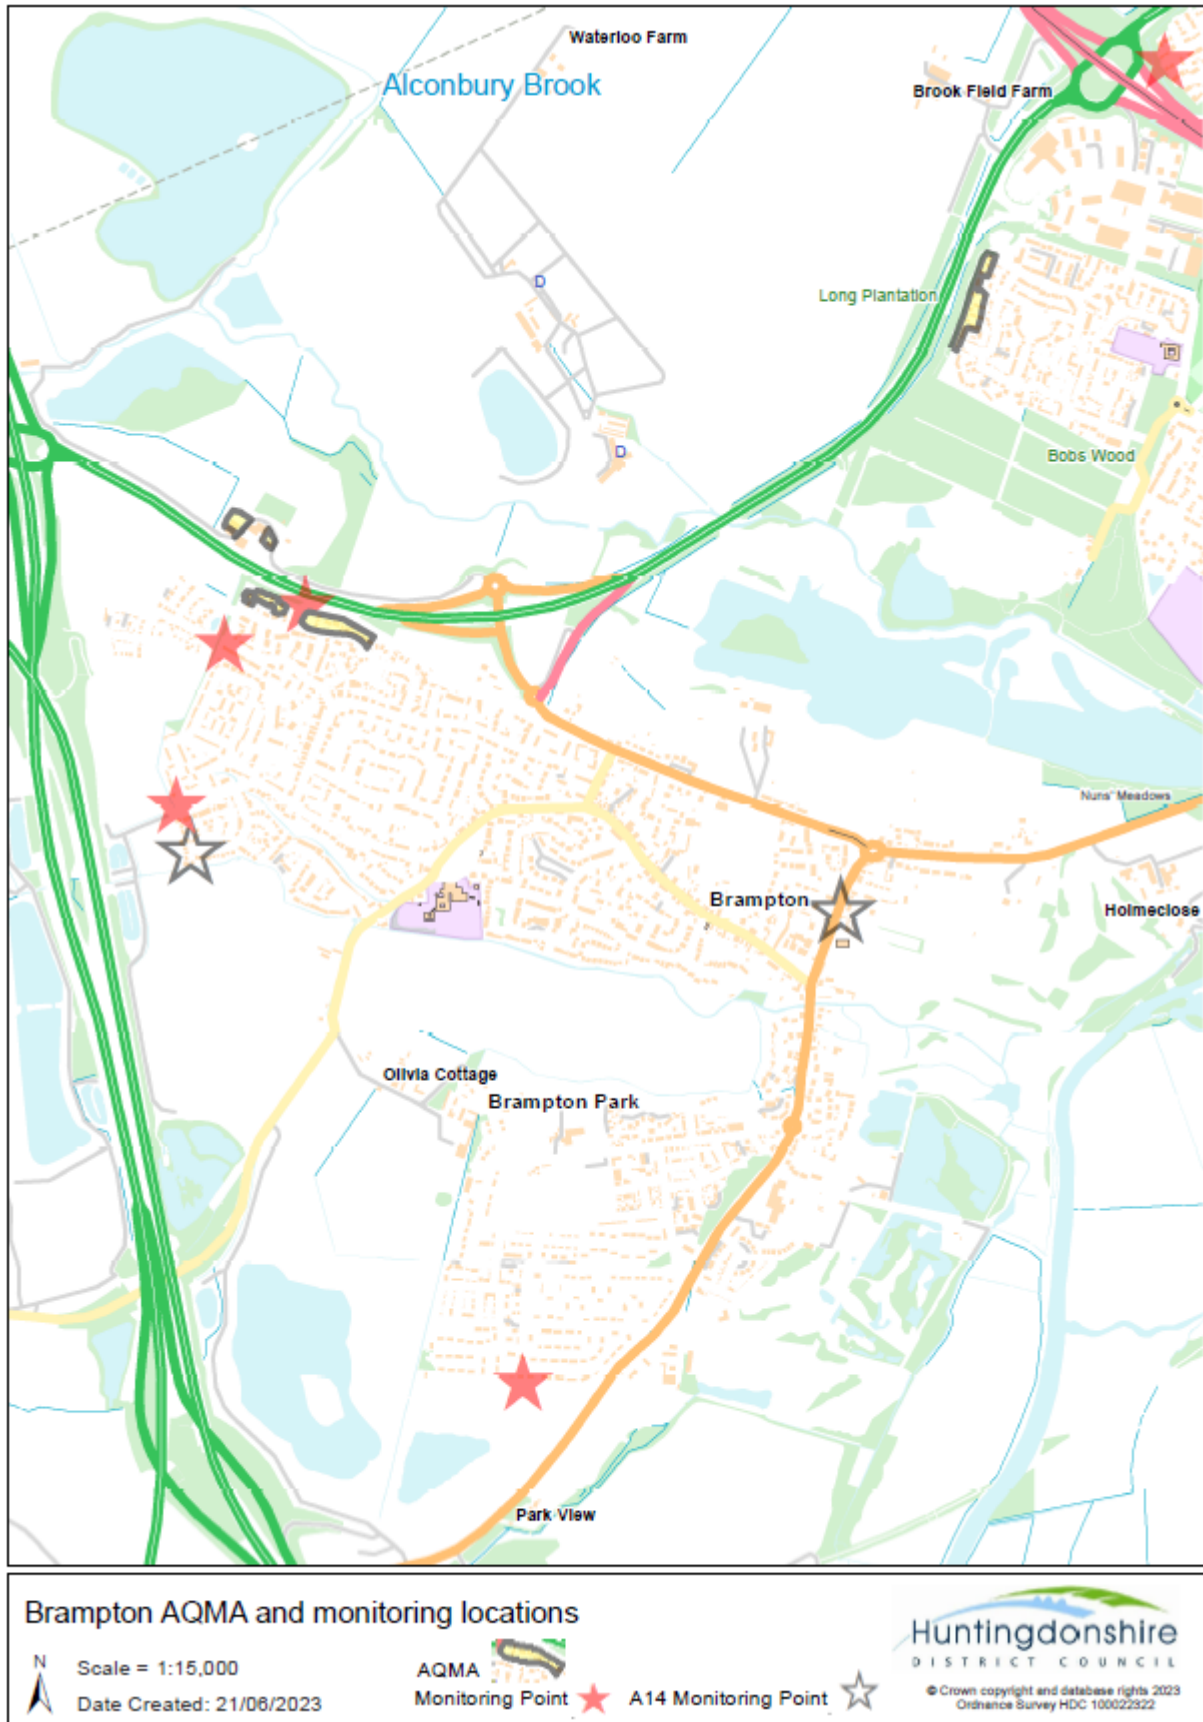 Waterloo Farm
Alconbury Brook
Brook Field Farm
D
Long Plantation
D
Bobs Wood
Nuns' Meadows
Brampton
Holmeclose
Olivia Cottage
Brampton Park
Park View
Brampton AQMA and monitoring locations
N
Scale = 1:15,000
Date Created: 21/06/2023
AQMA
Monitoring Point
A14 Monitoring Point
Huntingdonshire
DISTRICT COUNCIL
© Crown copyright and database rights 2023
Ordnance Survey HDC 100022322